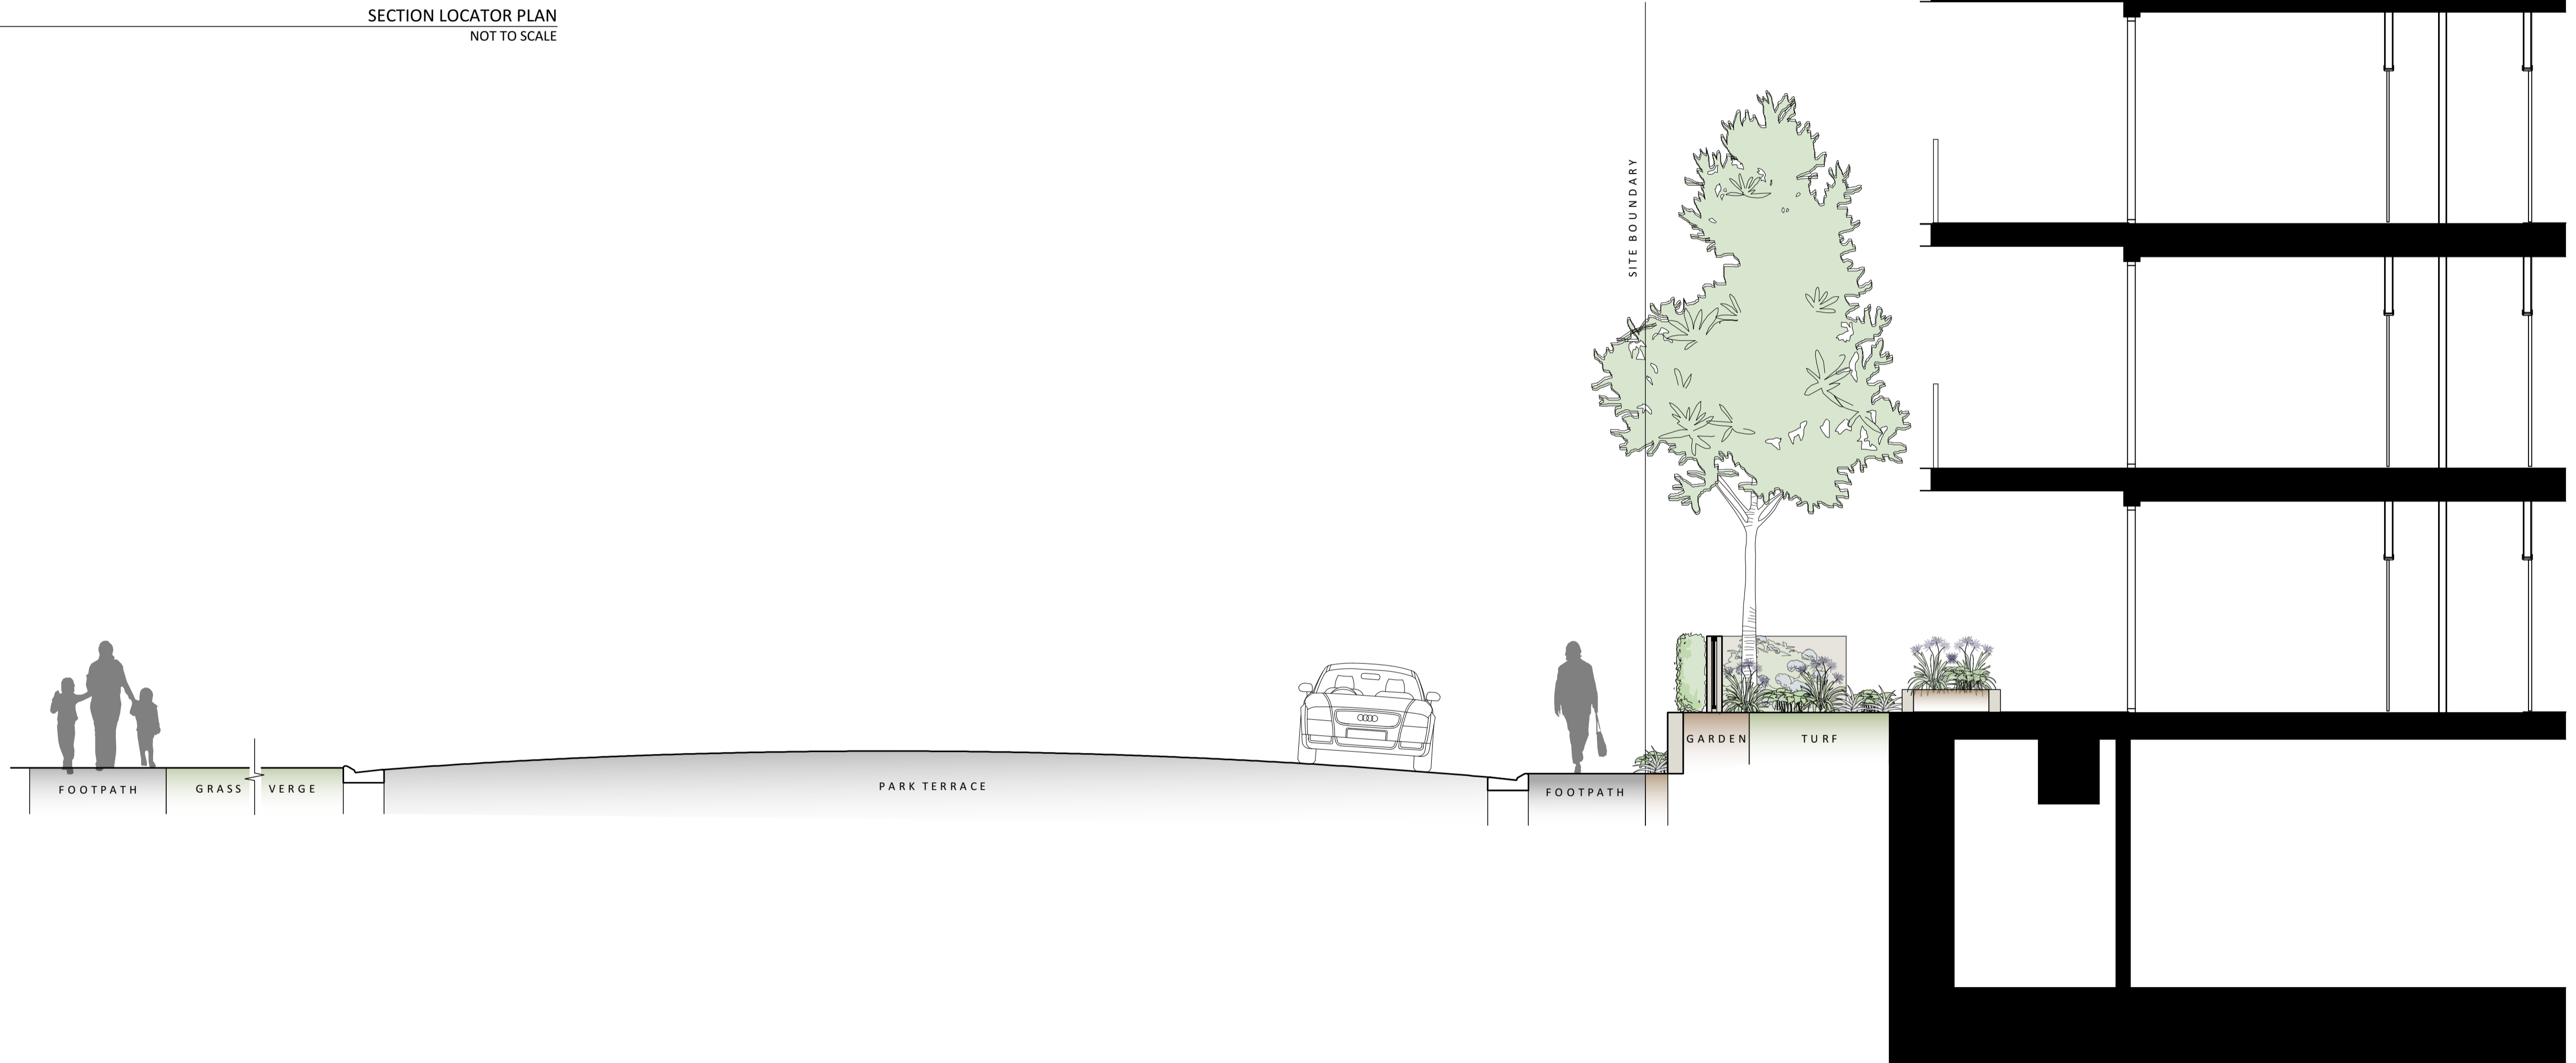 SECTION LOCATOR PLAN
NOT TO SCALE
SITE BOUNDARY
GARDEN
TURF
FOOTPATH
GRASS VERGE
PARK TERRACE
FOOTPATH